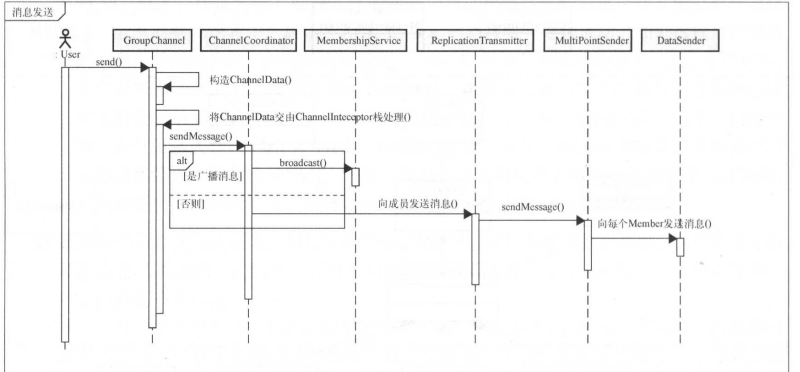 消息发送
: User
GroupChannel
ChannelCoordinator
MembershipService
ReplicationTransmitter
MultiPointSender
DataSender
send()
构造ChannelData()
将ChannelData交由ChannelInteceptor栈处理()
sendMessage()
alt
[是广播消息]
broadcast()
[否则]
向成员发送消息()
sendMessage()
向每个Member发送消息()